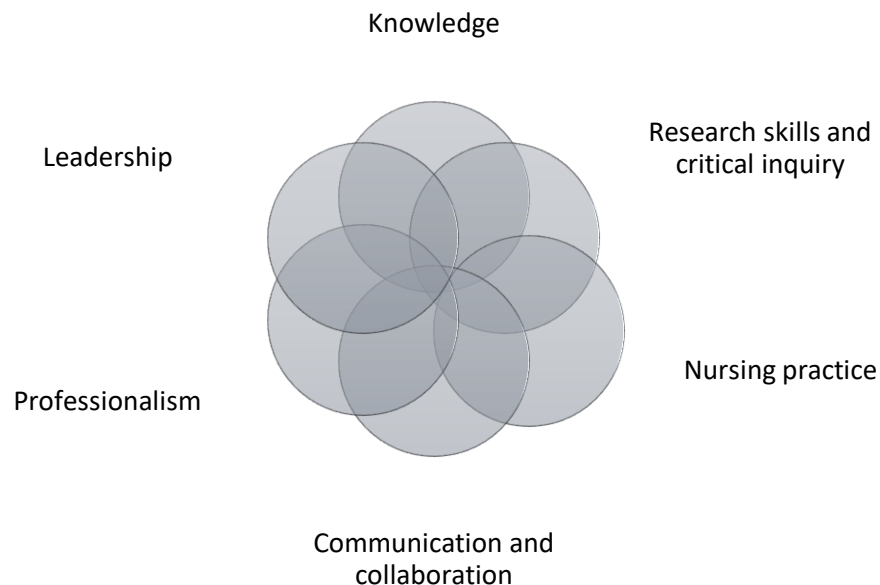 Knowledge
Research skills and
critical inquiry
Leadership
Nursing practice
Professionalism
Communication and
collaboration